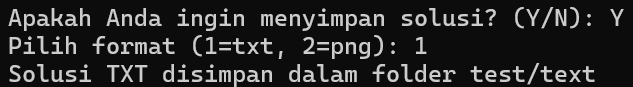 Apakah Anda ingin menyimpan solusi? (Y/N): Y
Pilih format (1=txt, 2=png): 1
Solusi TXT disimpan dalam folder test/text